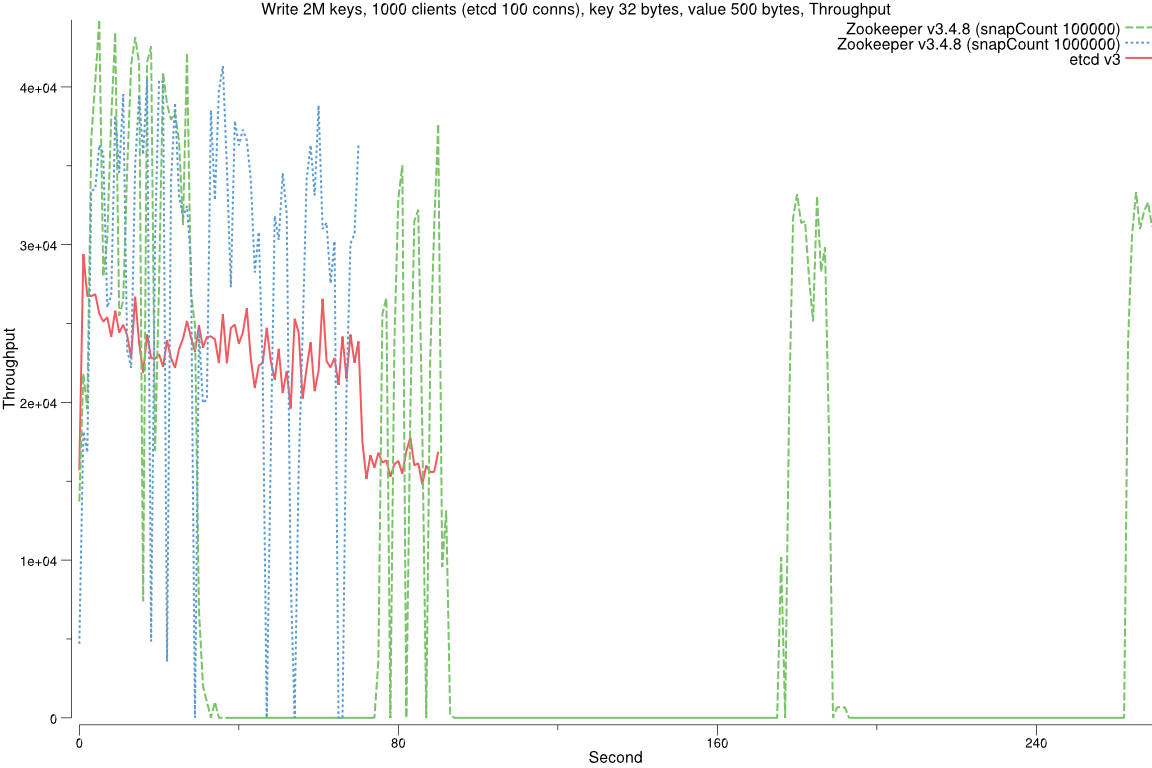 Write 2M keys, 1000 clients (etcd 100 conns), key 32 bytes, value 500 bytes, Throughput
Zookeeper v3.4.8 (snapCount 100000)
Zookeeper v3.4.8 (snapCount 1000000)
etcd v3
4e+04
3e+04
2e+04
1e+04
0
Throughput
0 80 160 240
Second